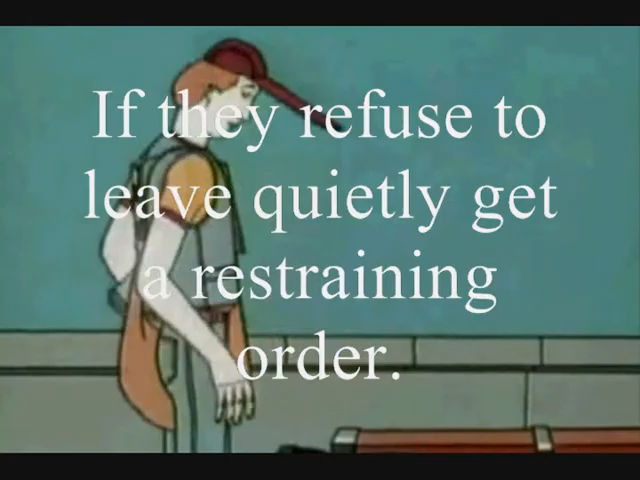 If they refuse to
leave quietly get
a restraining
order.